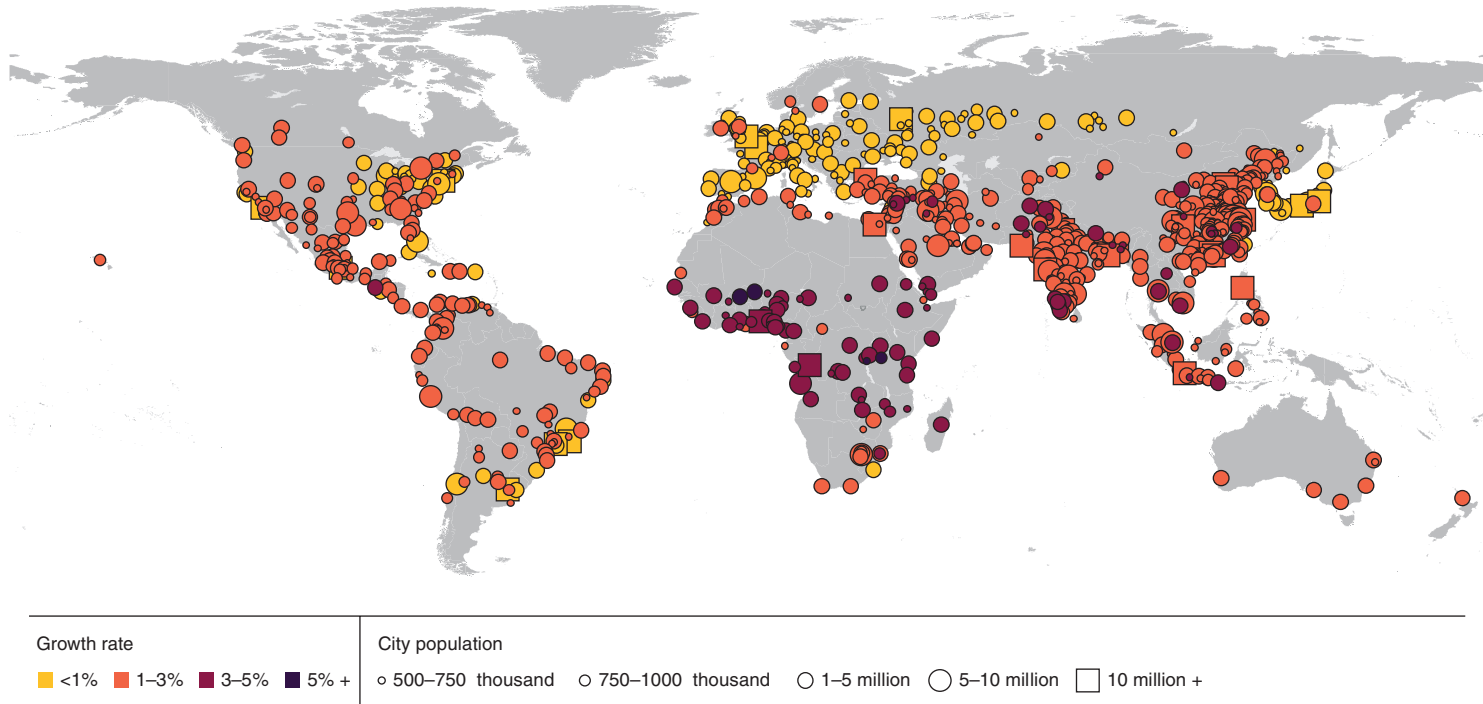 Growth rate
<1%
1–3%
3–5%
5% +
City population
500–750 thousand
750–1000 thousand
1–5 million
5–10 million
10 million +